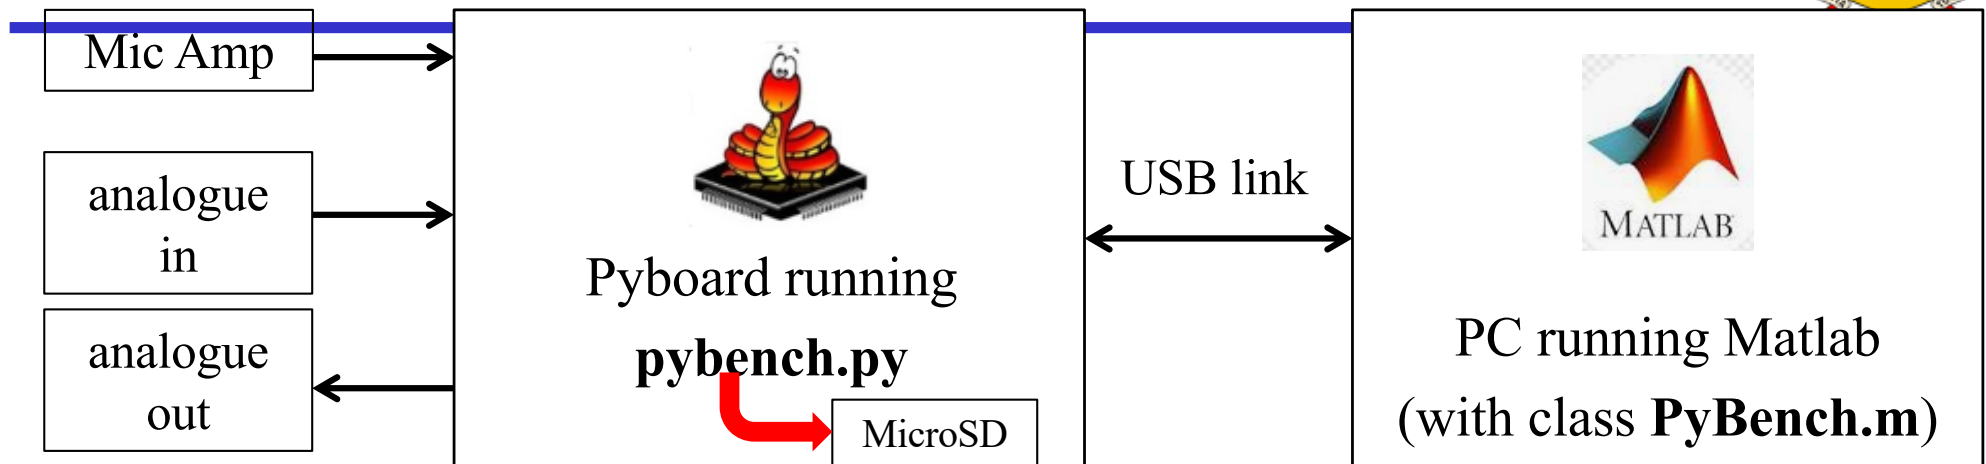 Mic Amp
analogue
in
analogue
out
Pyboard running
pybench.py
MicroSD
USB link
MATLAB
PC running Matlab
(with class PyBench.m)